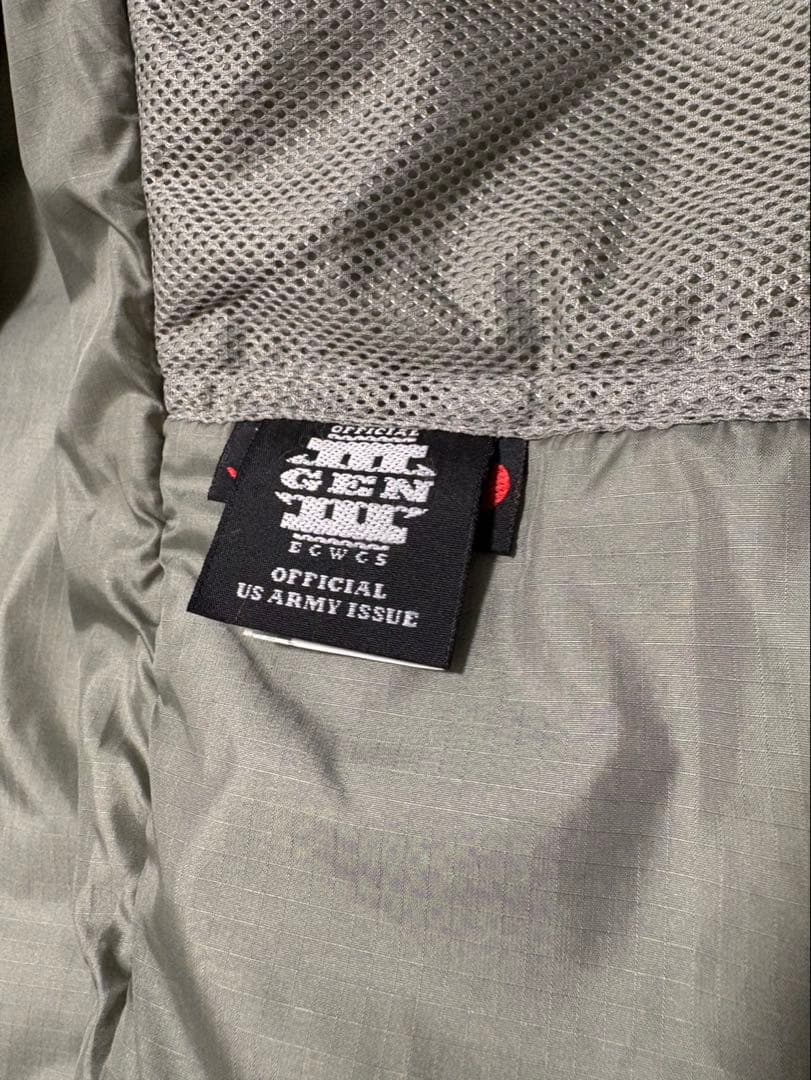 OFFICIAL
III
GEN
III
ECWCS
OFFICIAL
US ARMY ISSUE